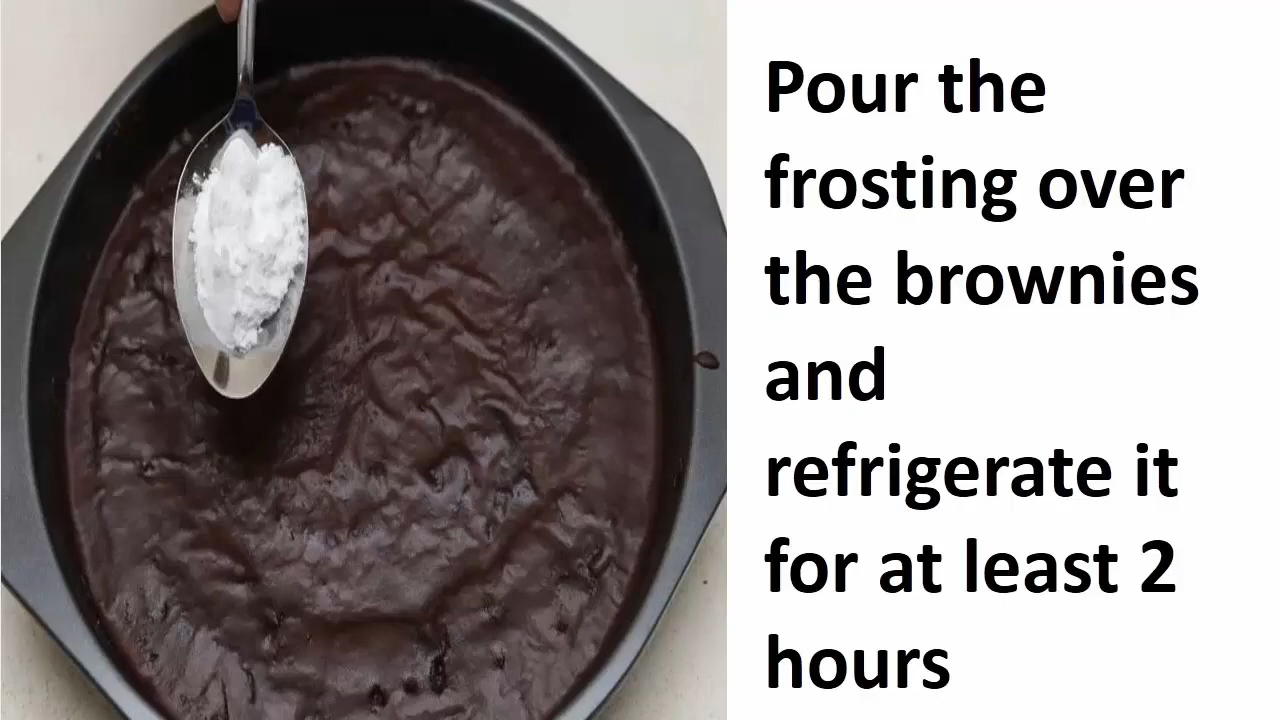 Pour the
frosting over
the brownies
and
refrigerate it
for at least 2
hours